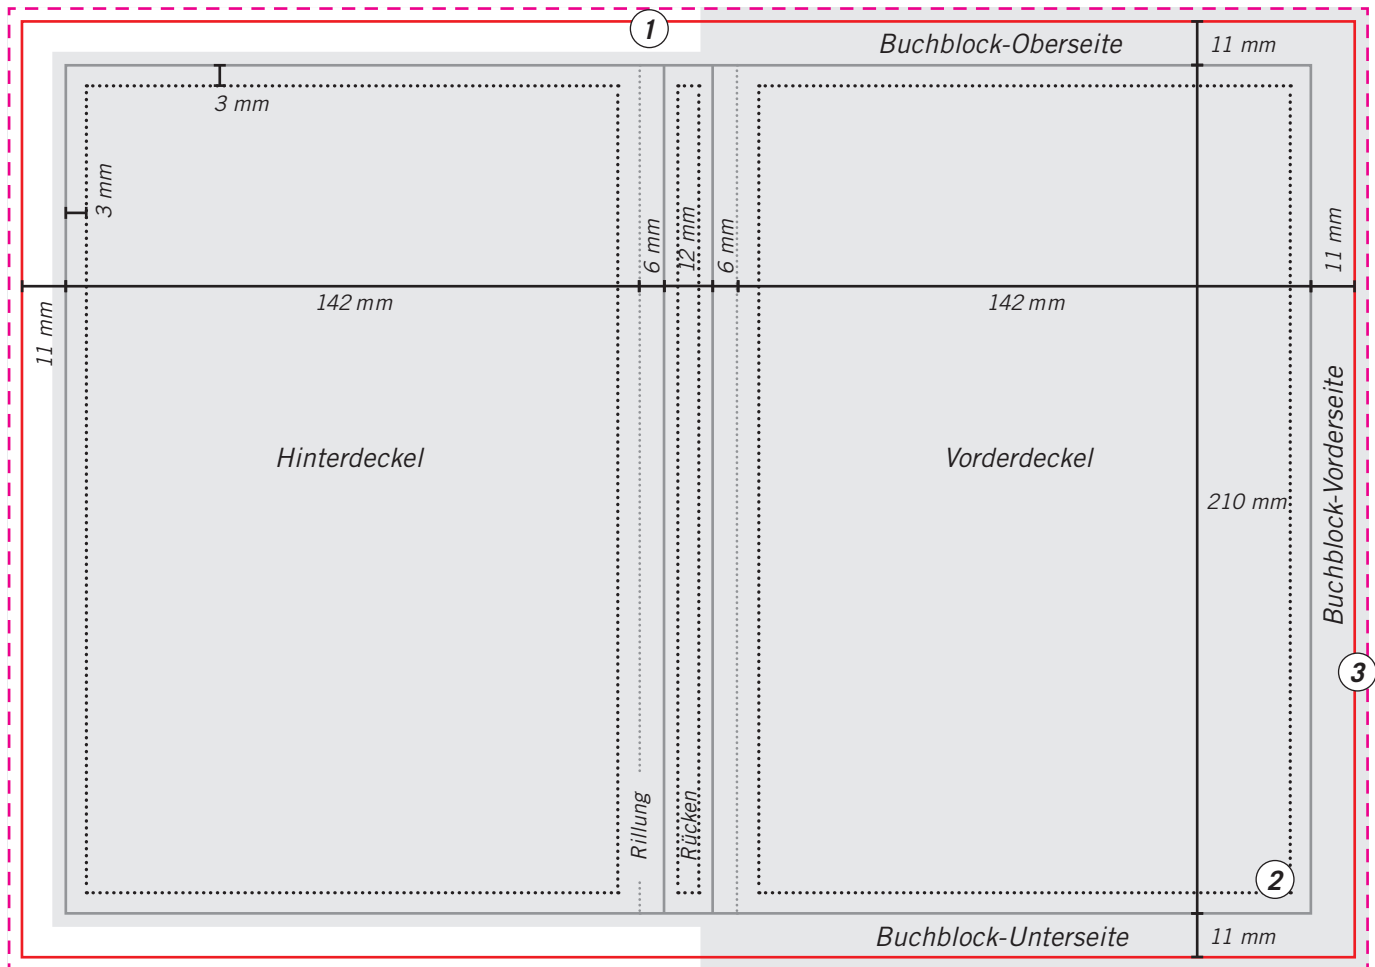 1
Buchblock-Oberseite
11 mm
3 mm
3 mm
6 mm
12 mm
6 mm
11 mm
142 mm
142 mm
11 mm
Hinterdeckel
Vorderdeckel
210 mm
Buchblock-Vorderseite
3
Rillung
Rücken
2
Buchblock-Unterseite
11 mm